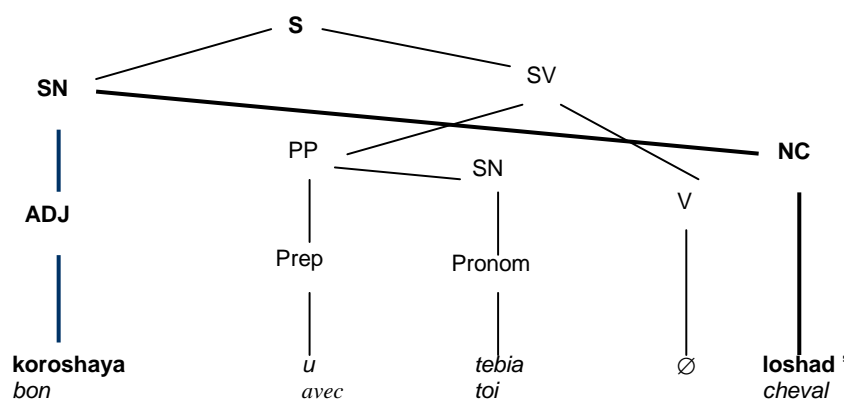 S
SV
SN
PP
NC
SN
V
ADJ
Prep
Pronom
koroshaya u tebia ∅ loshad '
bon avec toi cheval